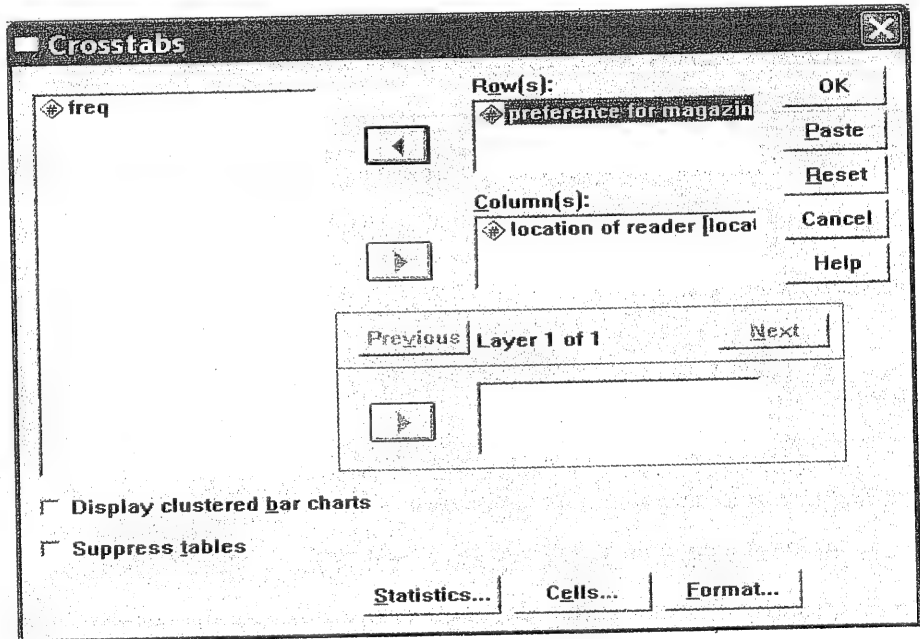 Crosstabs
freq
Row(s):
preference for magazin
OK
Paste
Reset
Cancel
Help
Column(s):
location of reader [locat
Previous
Layer 1 of 1
Next
Display clustered bar charts
Suppress tables
Statistics...
Cells...
Format...